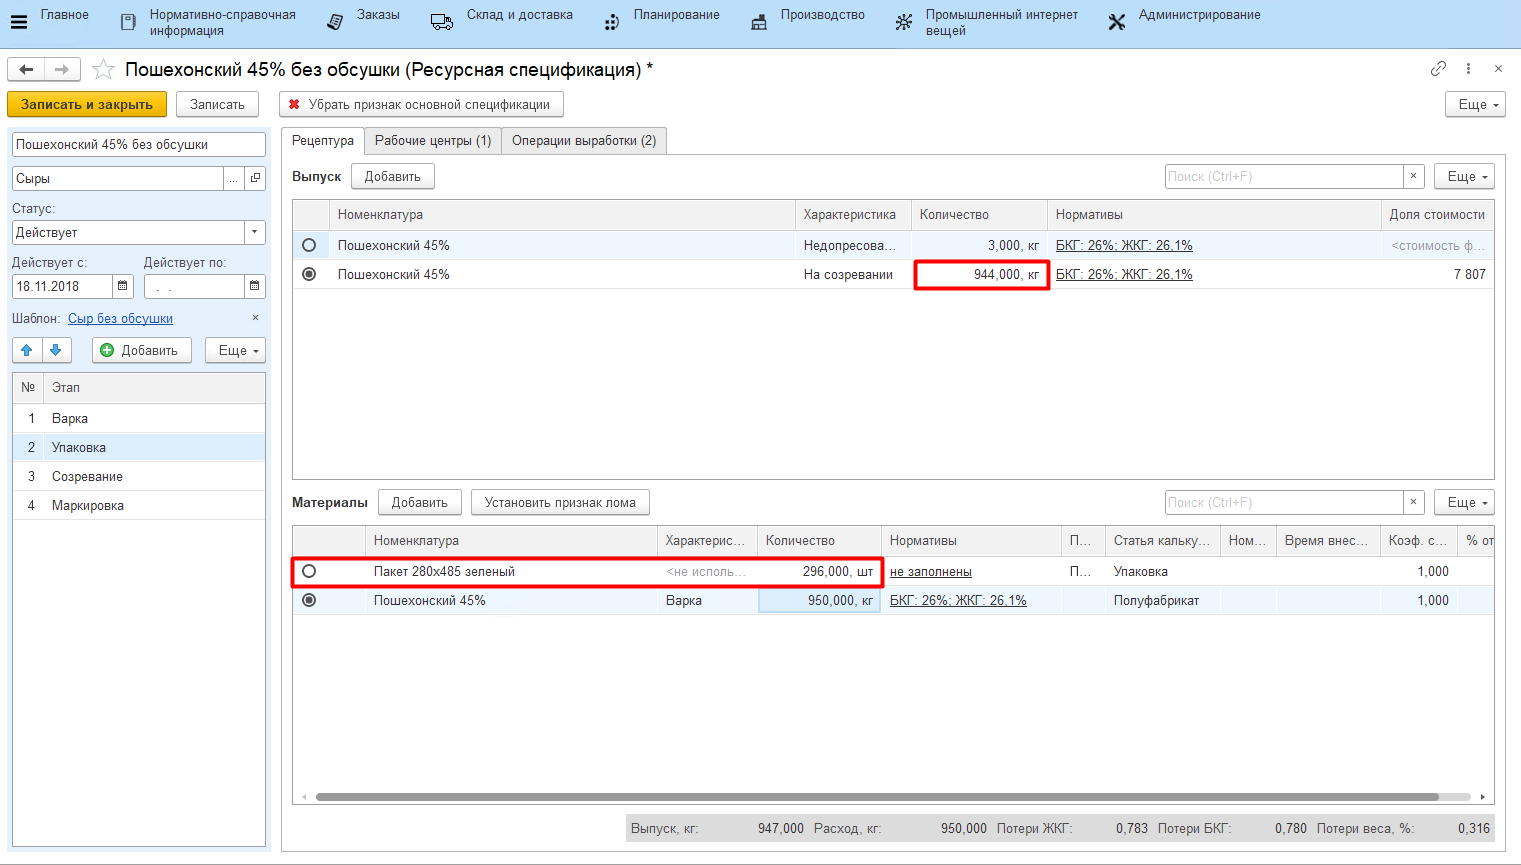 Главное
Нормативно-справочная
информация
Заказы
Склад и доставка
Планирование
Производство
Промышленный интернет
вещей
Администрирование
Пошехонский 45% без обсушки (Ресурсная спецификация) *
Записать и закрыть
Записать
Убрать признак основной спецификации
Еще
Пошехонский 45% без обсушки
Сыры
...
Статус:
Действует
Действует с:
Действует по:
18.11.2018
. .
Шаблон: Сыр без обсушки ×
Добавить
Еще
№ Этап
1 Варка
2 Упаковка
3 Созревание
4 Маркировка
Рецептура
Рабочие центры (1)
Операции выработки (2)
Выпуск
Добавить
Поиск (Ctrl+F) ×
Еще
Номенклатура Характеристика Количество Нормативы Доля стоимости
Пошехонский 45% Недопресова... 3,000, кг БКГ: 26%; ЖКГ: 26,1% <стоимость ф...
Пошехонский 45% На созревании 944,000, кг БКГ: 26%; ЖКГ: 26,1% 7 807
Материалы
Добавить
Установить признак лома
Поиск (Ctrl+F) ×
Еще
Номенклатура Характерис... Количество Нормативы П... Статья кальку... Ном... Время внес... Коэф. с... % от
Пакет 280х485 зеленый <не исполь... 296,000, шт не заполнены П... Упаковка 1,000
Пошехонский 45% Варка 950,000, кг БКГ: 26%; ЖКГ: 26,1% Полуфабрикат 1,000
Выпуск, кг: 947,000 Расход, кг: 950,000 Потери ЖКГ: 0,783 Потери БКГ: 0,780 Потери веса, %: 0,316